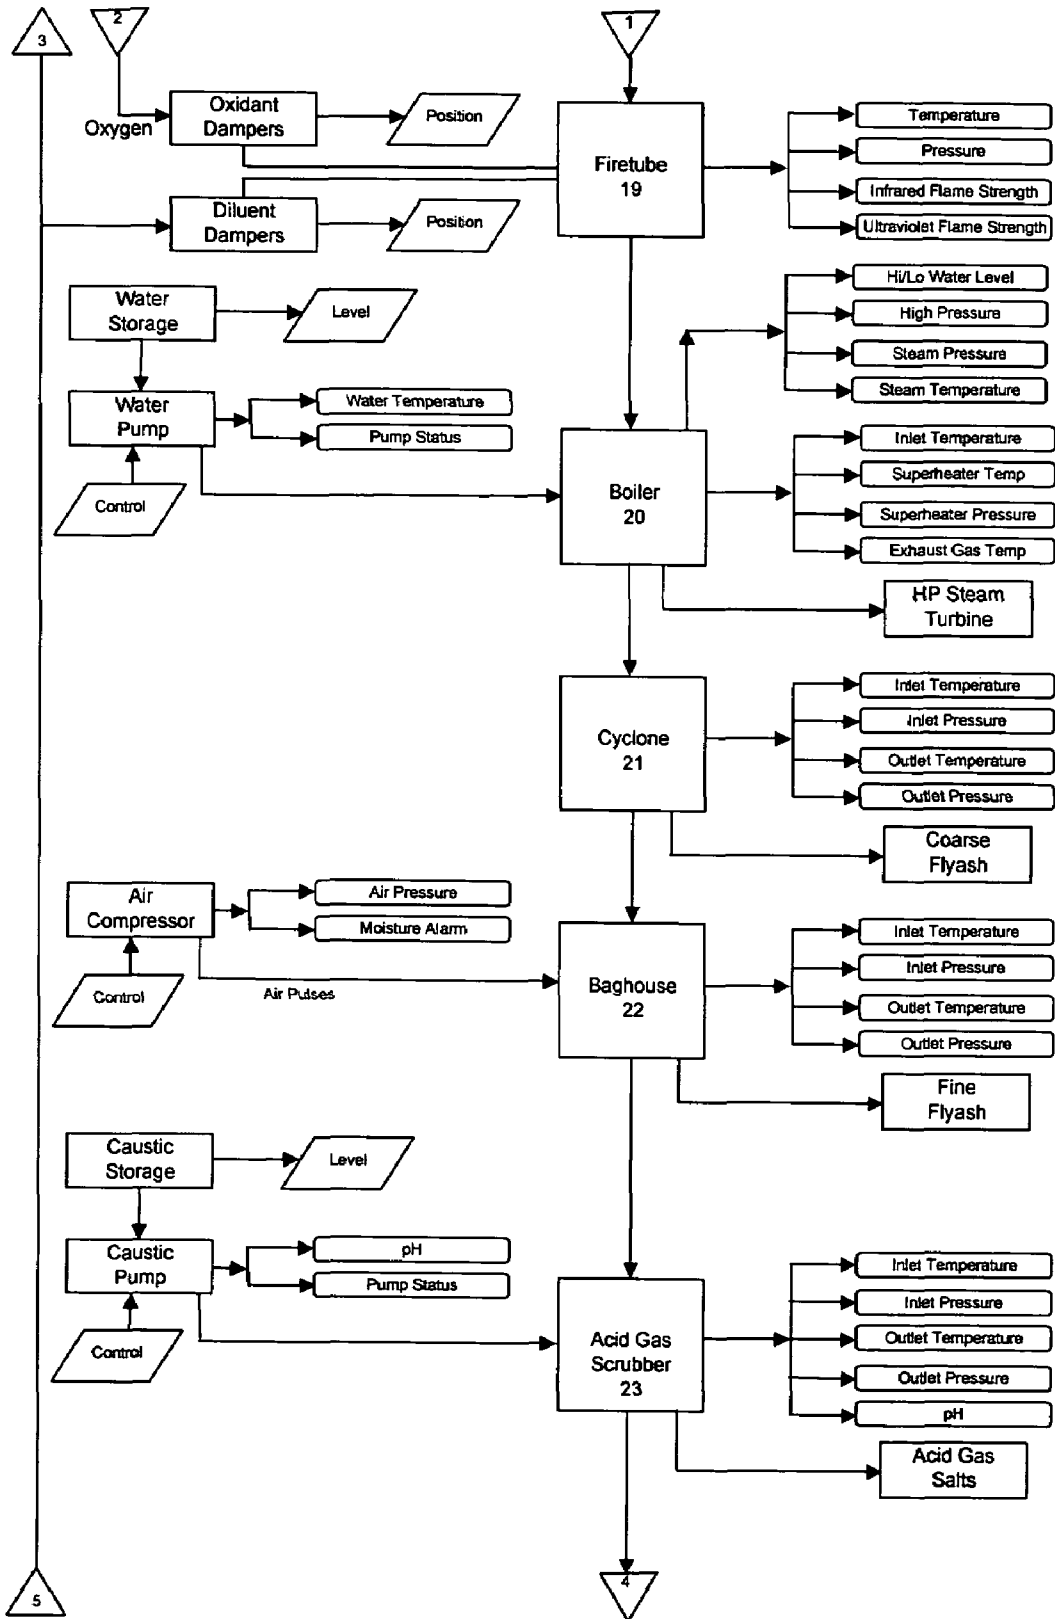 3
2
1
Oxygen
Oxidant
Dampers
Position
Firetube
19
Temperature
Pressure
Infrared Flame Strength
Ultraviolet Flame Strength
Diluent
Dampers
Position
Water
Storage
Level
Hi/Lo Water Level
High Pressure
Steam Pressure
Steam Temperature
Water
Pump
Water Temperature
Pump Status
Control
Boiler
20
Inlet Temperature
Superheater Temp
Superheater Pressure
Exhaust Gas Temp
HP Steam
Turbine
Cyclone
21
Inlet Temperature
Inlet Pressure
Outlet Temperature
Outlet Pressure
Coarse
Flyash
Air
Compressor
Air Pressure
Moisture Alarm
Control
Air Pulses
Baghouse
22
Inlet Temperature
Inlet Pressure
Outlet Temperature
Outlet Pressure
Fine
Flyash
Caustic
Storage
Level
Caustic
Pump
pH
Pump Status
Control
Acid Gas
Scrubber
23
Inlet Temperature
Inlet Pressure
Outlet Temperature
Outlet Pressure
pH
Acid Gas
Salts
5
4